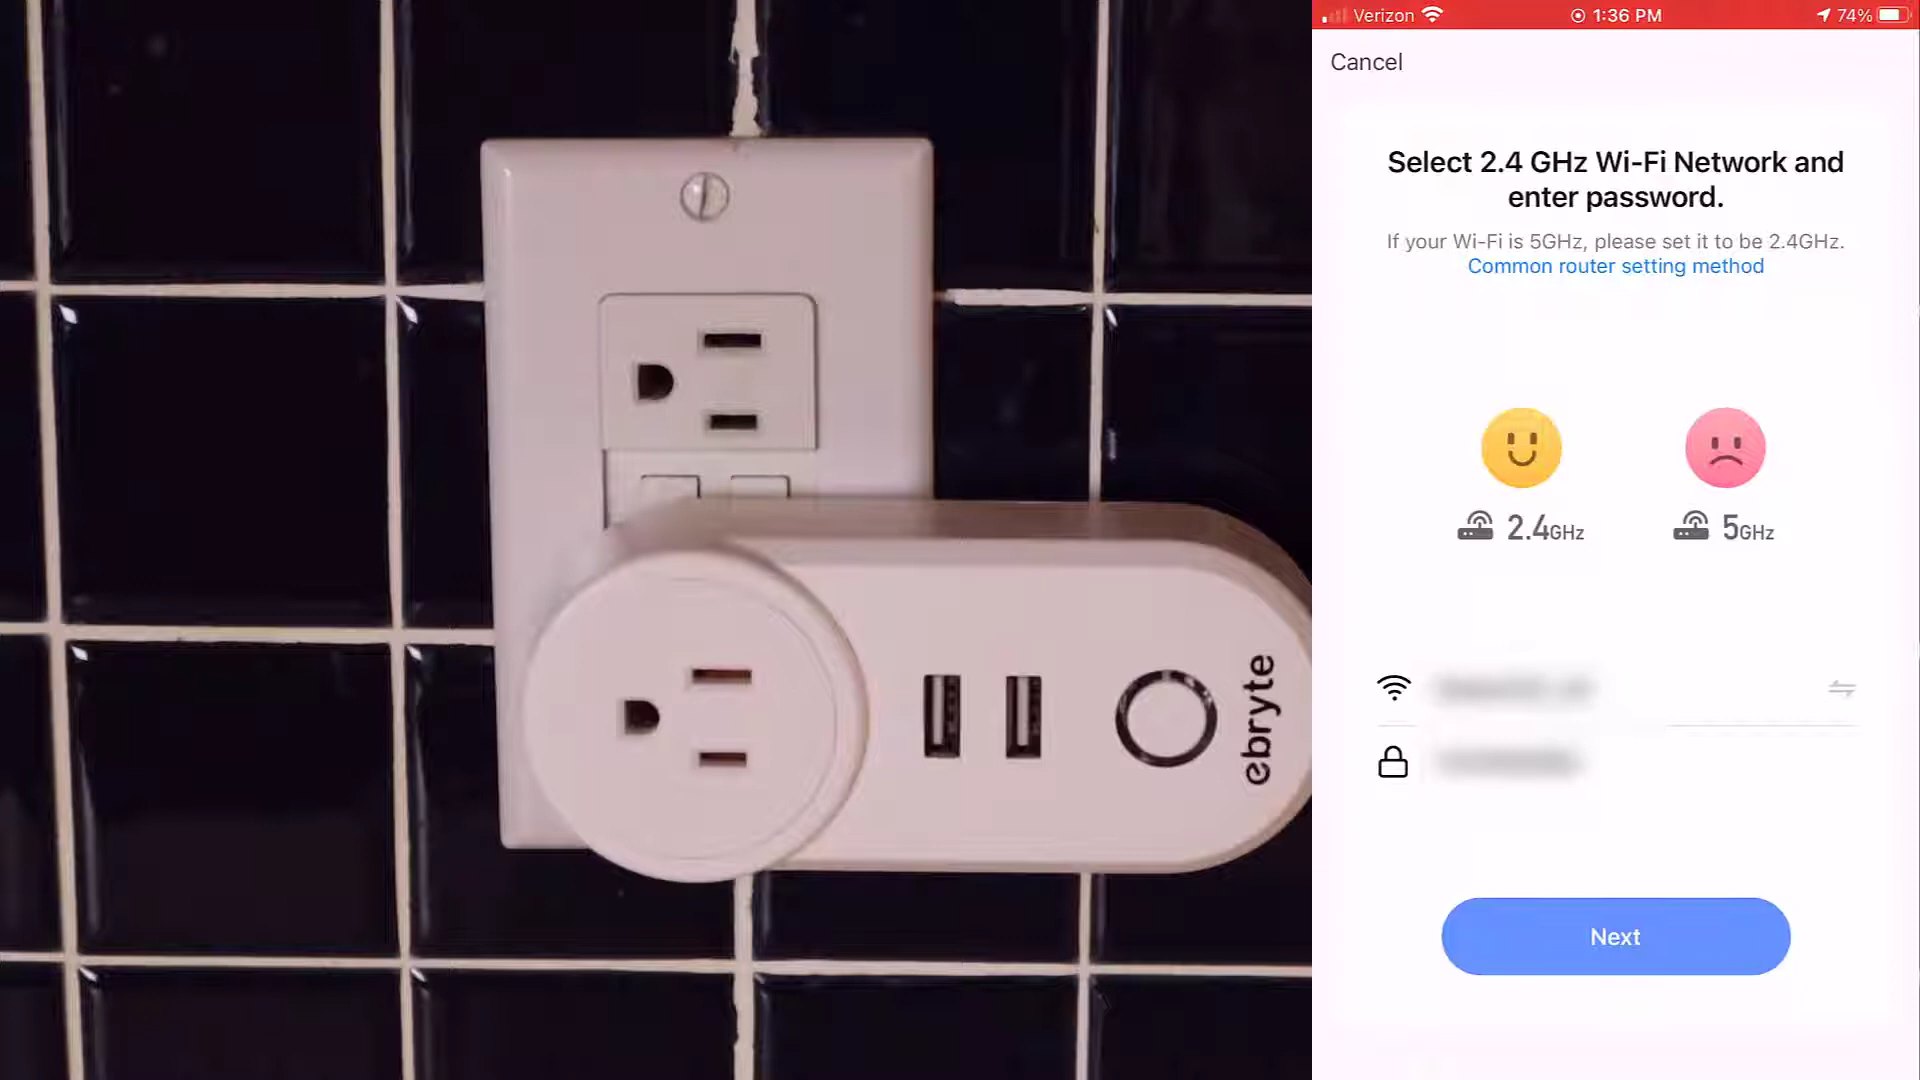 ebryte
Verizon
1:36 PM
74%
Cancel
Select 2.4 GHz Wi-Fi Network and
enter password.
If your Wi-Fi is 5GHz, please set it to be 2.4GHz.
Common router setting method
2.4GHz
5GHz
Next